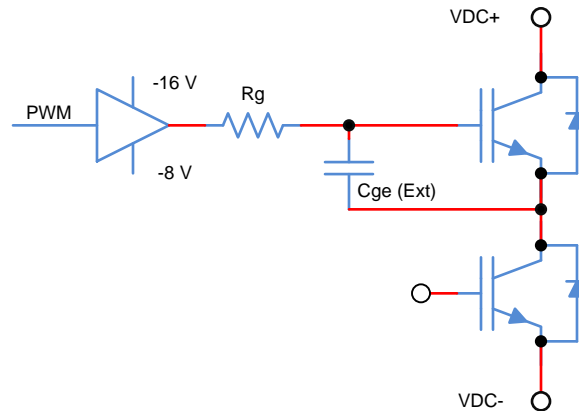 VDC+
-16 V
PWM
Rg
-8 V
Cge (Ext)
VDC-